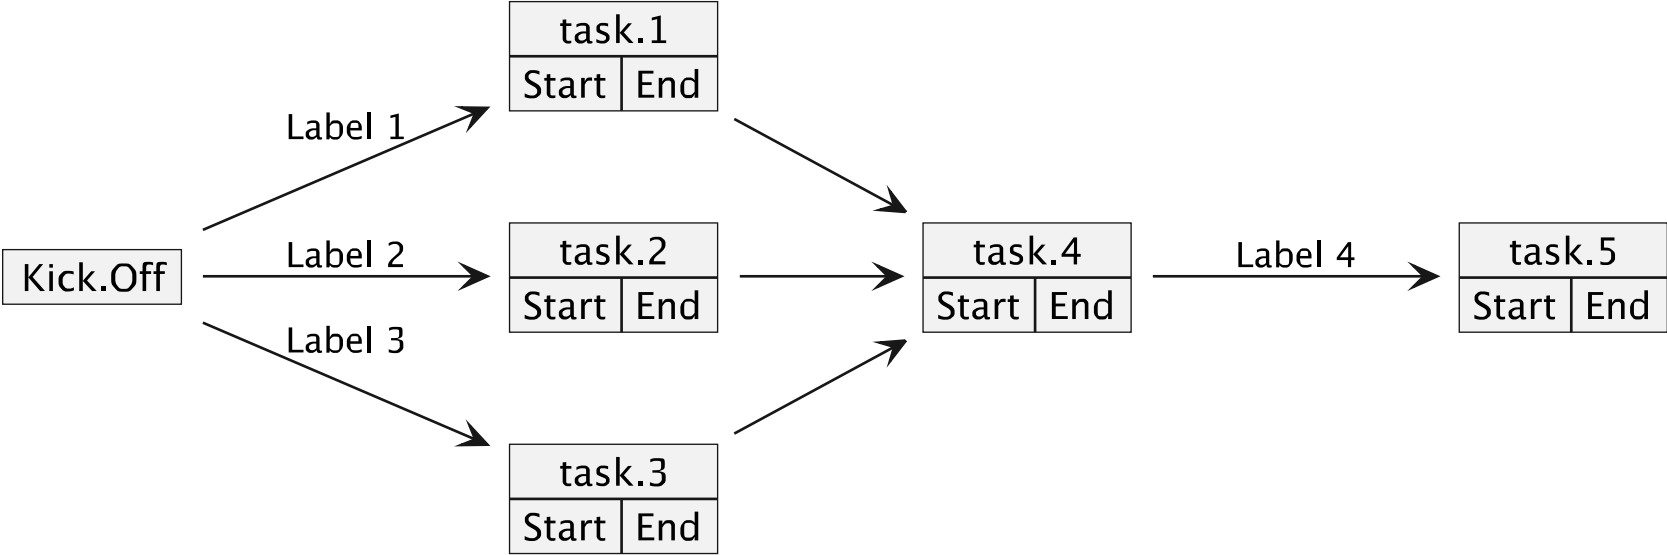 task.1
Start End
Label 1
Kick.Off
Label 2
task.2
Start End
task.4
Start End
Label 4
task.5
Start End
Label 3
task.3
Start End